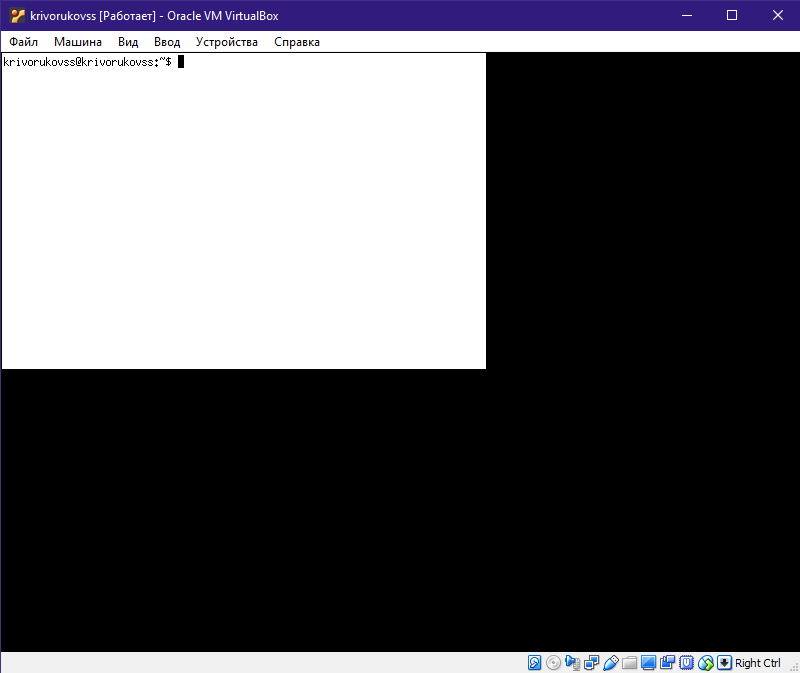 krivorukovss [Работает] - Oracle VM VirtualBox
Файл Машина Вид Ввод Устройства Справка
krivorukovss@krivorukovss:~$
Right Ctrl